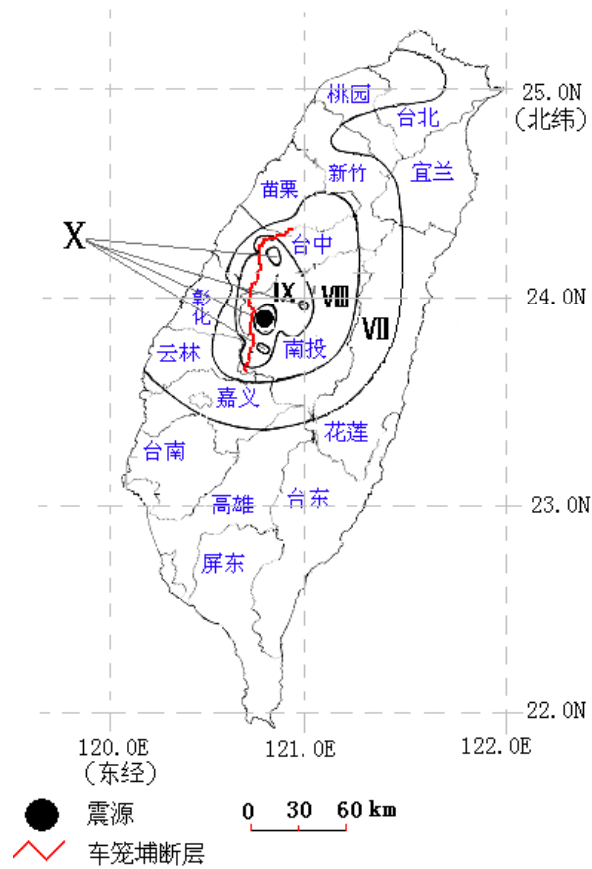 桃园
25.0N
(北纬)
台北
新竹
宜兰
苗栗
X
台中
IX
VIII
24.0N
彰化
VII
云林
南投
嘉义
花莲
台南
高雄
台东
23.0N
屏东
22.0N
120.0E
121.0E
122.0E
(东经)
震源
0 30 60 km
车笼埔断层